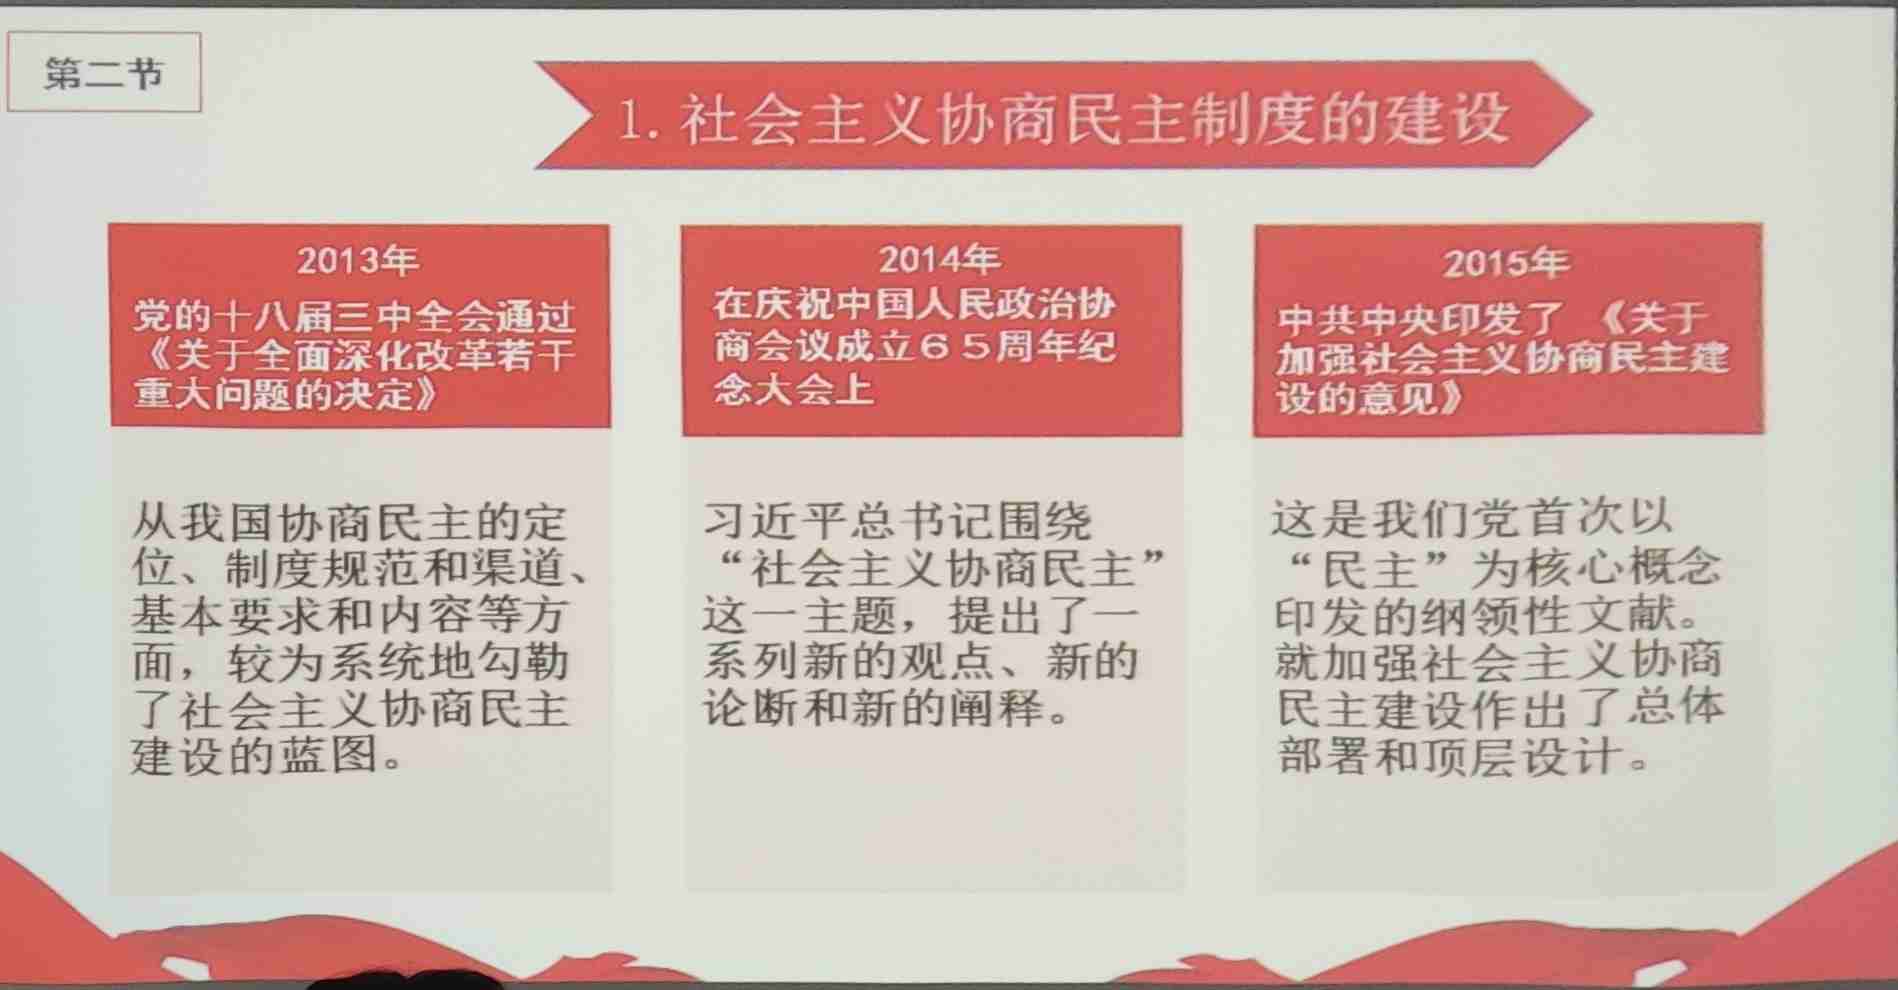 第二节
1. 社会主义协商民主制度的建设
2013年
党的十八届三中全会通过
《关于全面深化改革若干
重大问题的决定》
从我国协商民主的定
位、制度规范和渠道、
基本要求和内容等方
面，较为系统地勾勒
了社会主义协商民主
建设的蓝图。
2014年
在庆祝中国人民政治协
商会议成立６５周年纪
念大会上
习近平总书记围绕
“社会主义协商民主”
这一主题，提出了一
系列新的观点、新的
论断和新的阐释。
2015年
中共中央印发了 《关于
加强社会主义协商民主建
设的意见》
这是我们党首次以
“民主”为核心概念
印发的纲领性文献。
就加强社会主义协商
民主建设作出了总体
部署和顶层设计。